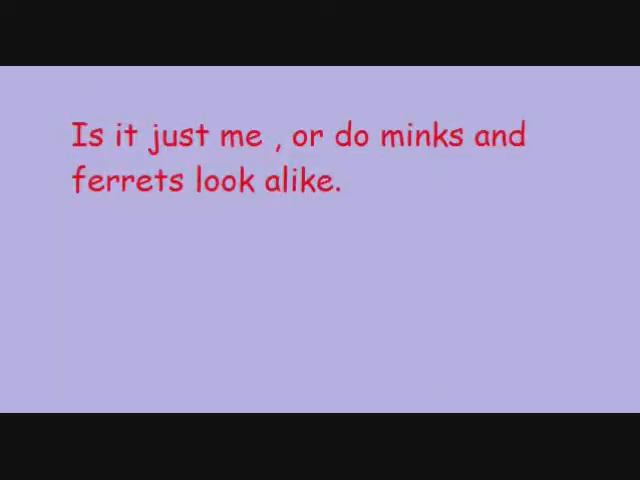 Is it just me , or do minks and
ferrets look alike.